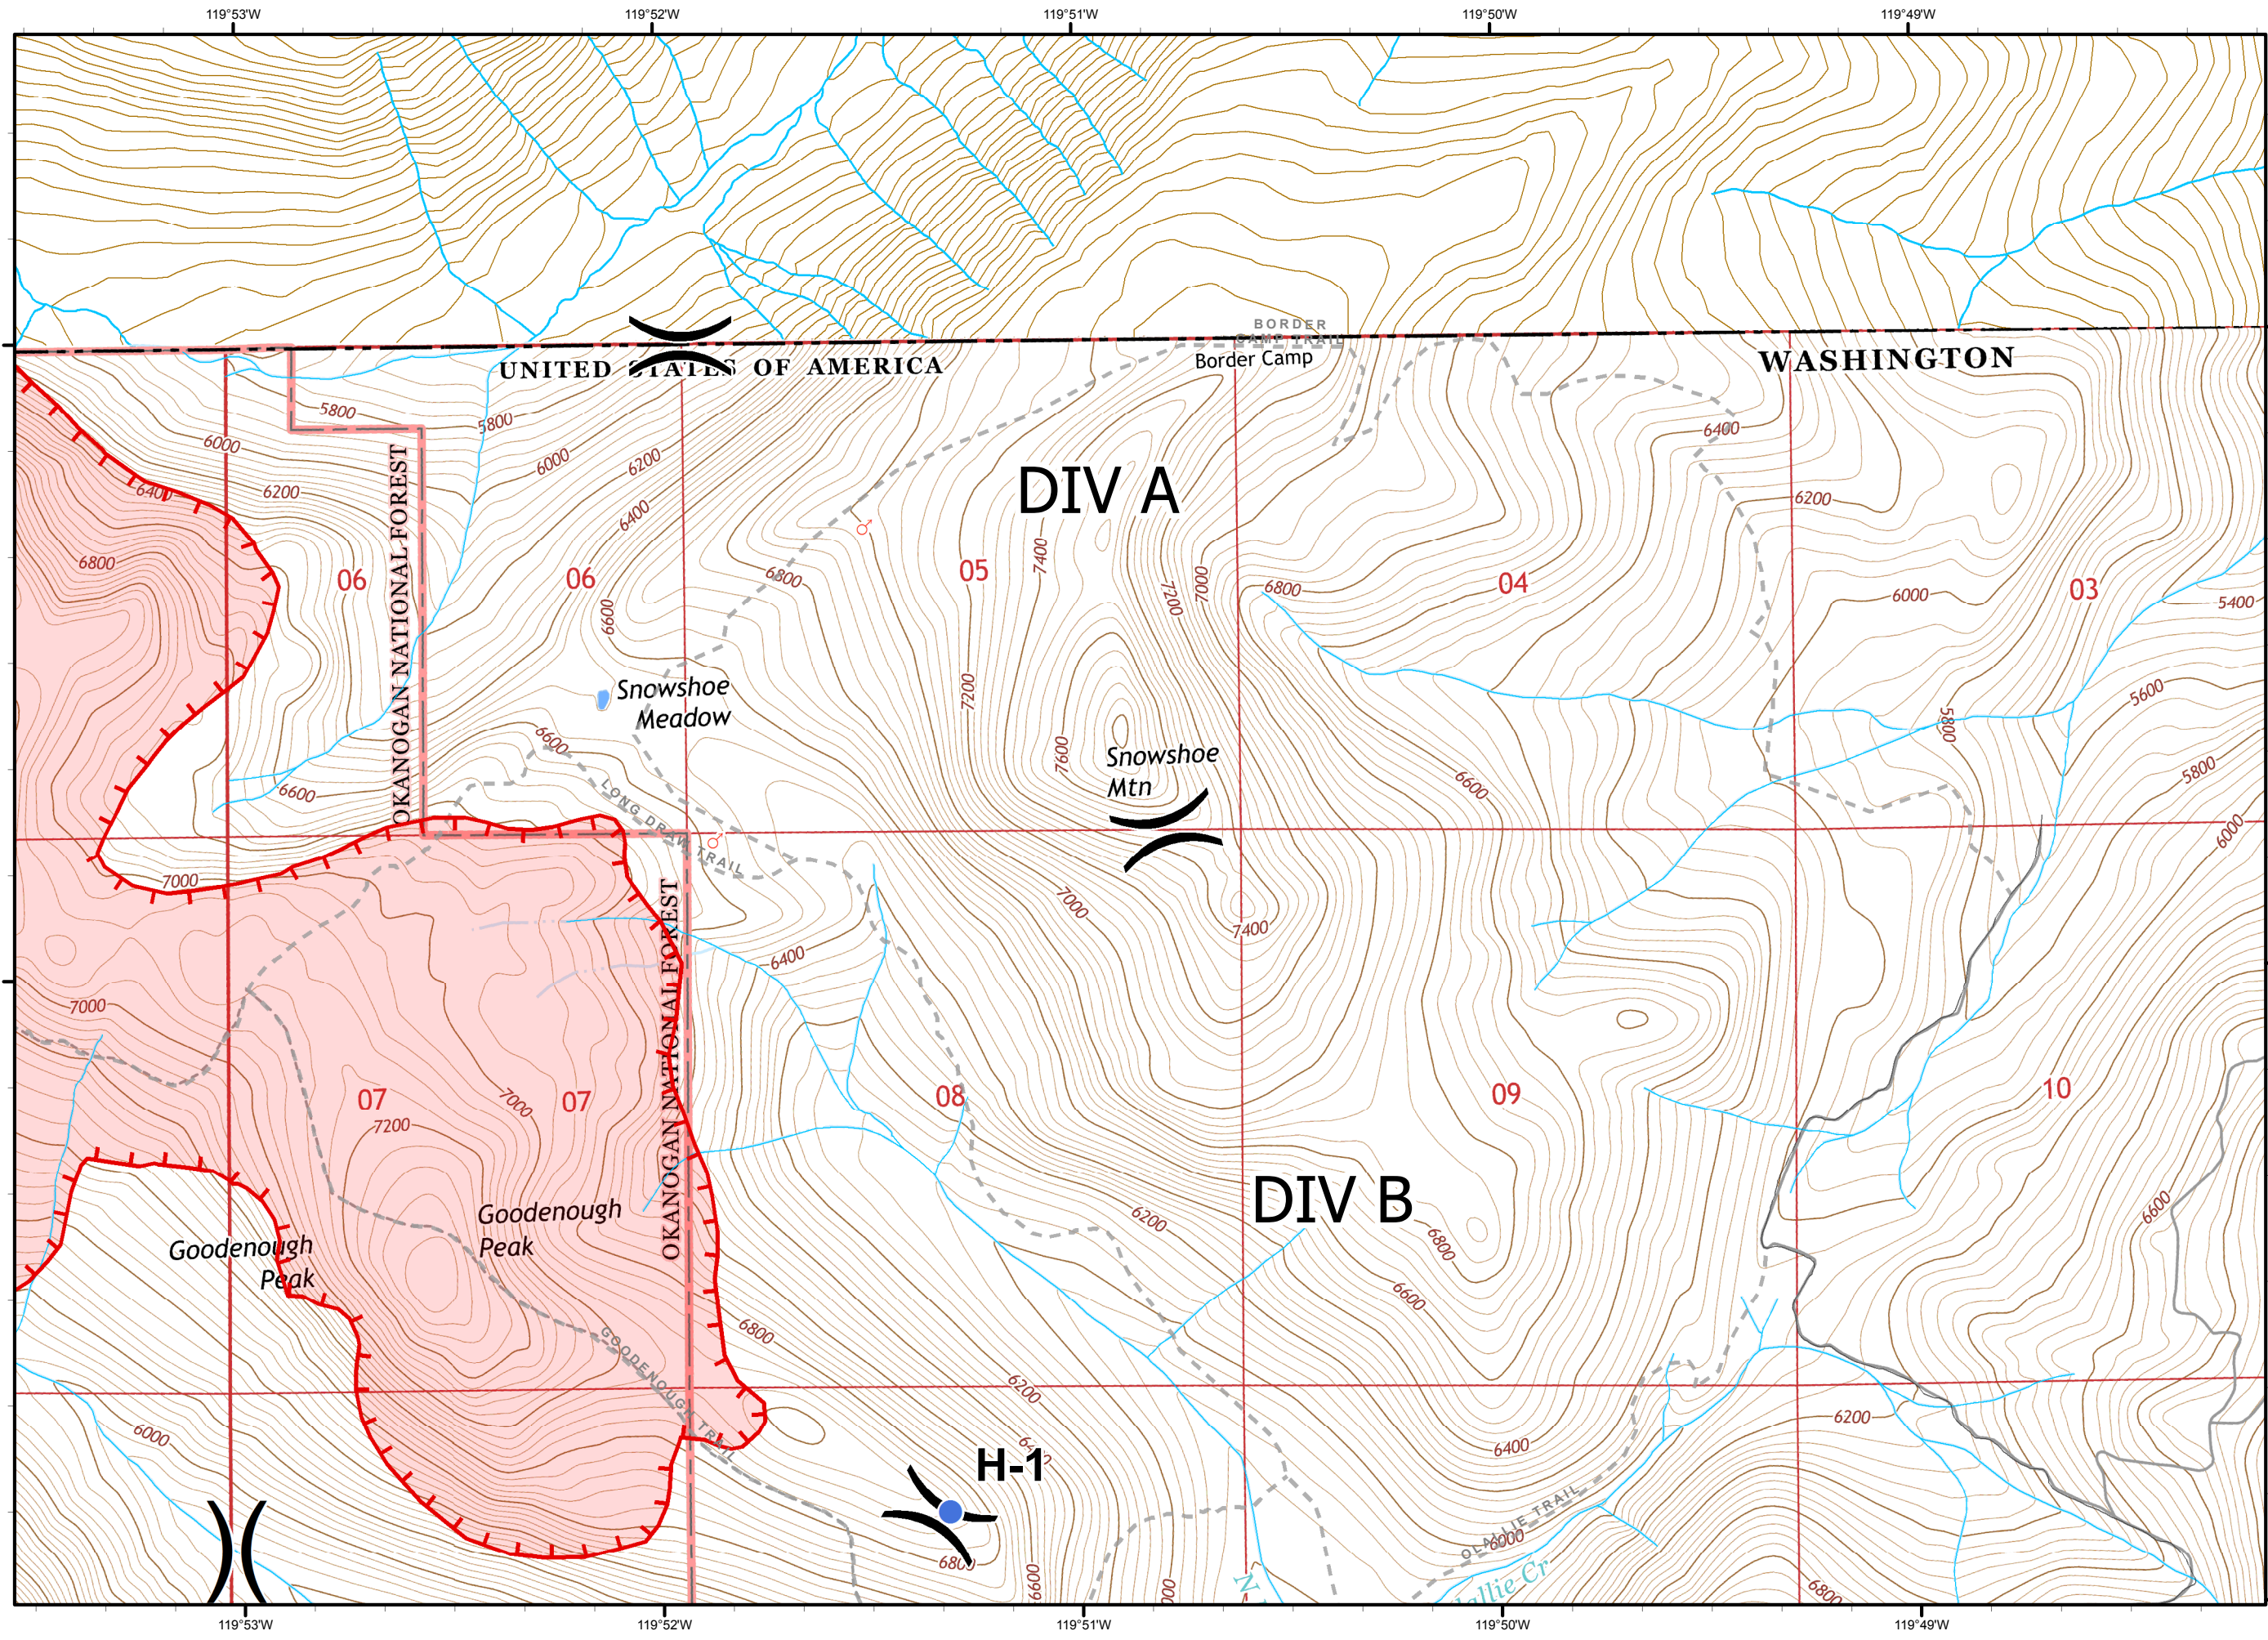 119°53'W
119°52'W
119°51'W
119°50'W
119°49'W
BORDER
CAMP TRAIL
Border Camp
UNITED STATES OF AMERICA
WASHINGTON
5800
5800
6000
6000
6200
6400
6200
6400
6400
6200
DIV A
OKANOGAN NATIONAL FOREST
6800
06
06
05
04
03
7400
7200
7000
6800
6800
6600
6000
5400
Snowshoe
Meadow
7200
5600
5800
6600
7600
Snowshoe
Mtn
6600
6600
5800
6000
LONG DRAW TRAIL
7000
7000
7400
OKANOGAN NATIONAL FOREST
6400
7000
07
07
08
09
10
7000
7200
DIV B
6200
6800
6600
Goodenough
Peak
Goodenough
Peak
6600
6800
GOODENOUGH TRAIL
6200
6200
6000
6400
H-1
6800
6600
OLALLIE TRAIL
6000
6800
119°53'W
119°52'W
119°51'W
119°50'W
119°49'W